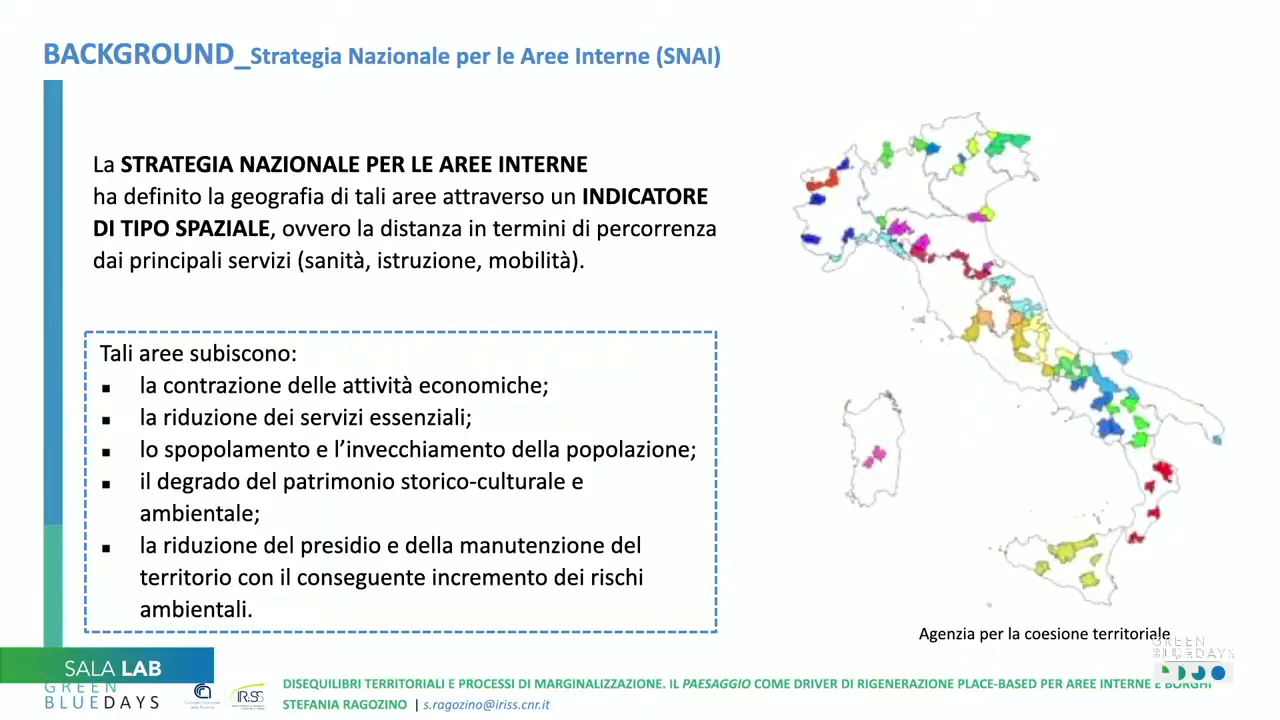 BACKGROUND_Strategia Nazionale per le Aree Interne (SNAI)
La STRATEGIA NAZIONALE PER LE AREE INTERNE
ha definito la geografia di tali aree attraverso un INDICATORE
DI TIPO SPAZIALE, ovvero la distanza in termini di percorrenza
dai principali servizi (sanità, istruzione, mobilità).
Tali aree subiscono:
▪ la contrazione delle attività economiche;
▪ la riduzione dei servizi essenziali;
▪ lo spopolamento e l’invecchiamento della popolazione;
▪ il degrado del patrimonio storico-culturale e
ambientale;
▪ la riduzione del presidio e della manutenzione del
territorio con il conseguente incremento dei rischi
ambientali.
Agenzia per la coesione territoriale
GREEN
BLUEDAYS
SALA LAB
GREEN
BLUEDAYS
IRISS
DISEQUILIBRI TERRITORIALI E PROCESSI DI MARGINALIZZAZIONE. IL PAESAGGIO COME DRIVER DI RIGENERAZIONE PLACE-BASED PER AREE INTERNE E BORGHI
STEFANIA RAGOZINO | s.ragozino@iriss.cnr.it